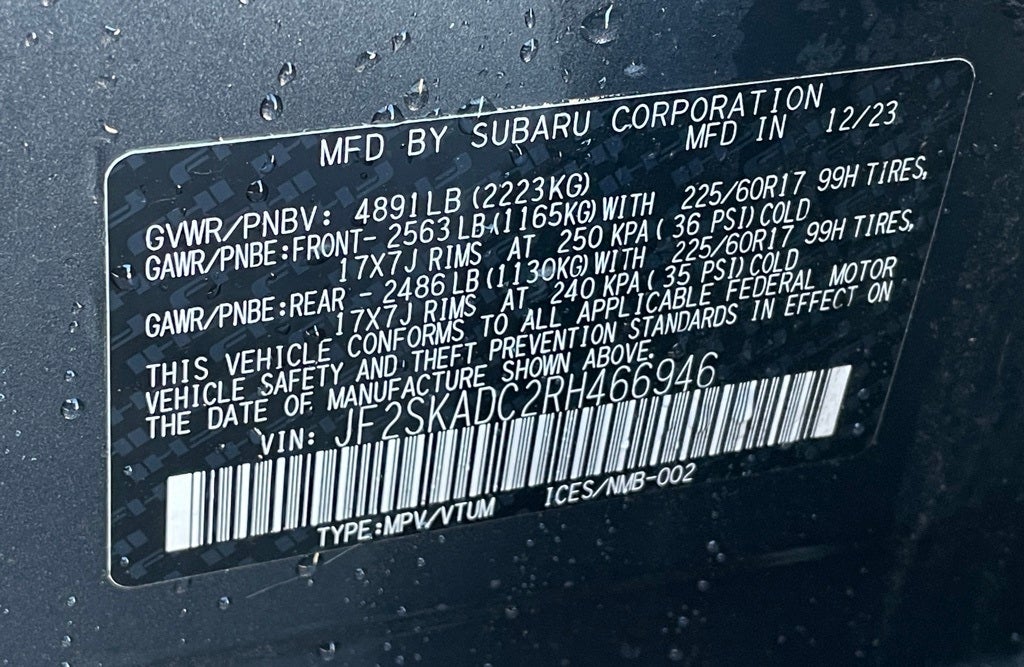 MFD BY SUBARU CORPORATION
MFD IN 12/23
GVWR/PNBV: 4891LB (2223KG)
GAWR/PNBE:FRONT- 2563LB(1165KG)WITH 225/60R17 99H TIRES,
17X7J RIMS AT 250 KPA( 36 PSI)COLD
GAWR/PNBE:REAR - 2486LB(1130KG)WITH 225/60R17 99H TIRES,
17X7J RIMS AT 240 KPA(35 PSI)COLD
THIS VEHICLE CONFORMS TO ALL APPLICABLE FEDERAL MOTOR
VEHICLE SAFETY AND THEFT PREVENTION STANDARDS IN EFFECT ON
THE DATE OF MANUFACTURE SHOWN ABOVE.
VIN: JF2SKADC2RH466946
TYPE:MPV/VTUM ICES/NMB-002